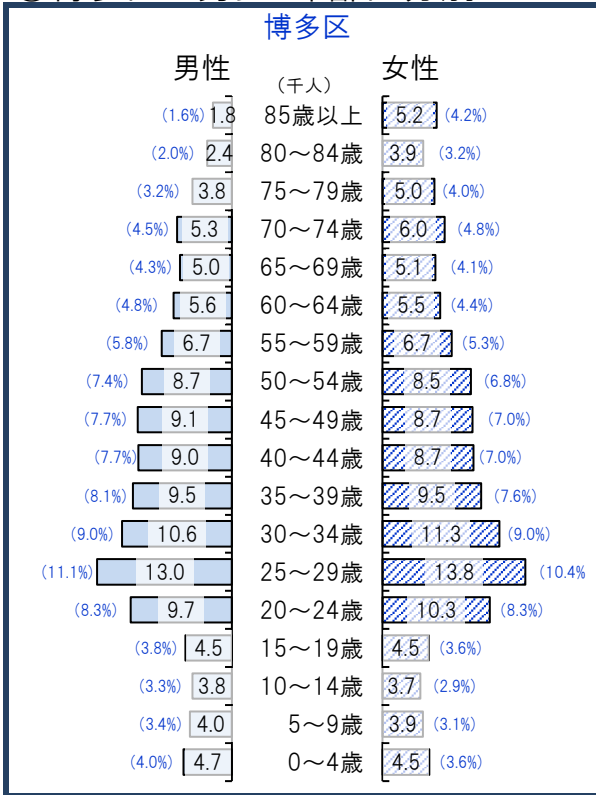 博多区
男性 (千人) 女性
(1.6%) 1.8 85歳以上 5.2 (4.2%)
(2.0%) 2.4 80～84歳 3.9 (3.2%)
(3.2%) 3.8 75～79歳 5.0 (4.0%)
(4.5%) 5.3 70～74歳 6.0 (4.8%)
(4.3%) 5.0 65～69歳 5.1 (4.1%)
(4.8%) 5.6 60～64歳 5.5 (4.4%)
(5.8%) 6.7 55～59歳 6.7 (5.3%)
(7.4%) 8.7 50～54歳 8.5 (6.8%)
(7.7%) 9.1 45～49歳 8.7 (7.0%)
(7.7%) 9.0 40～44歳 8.7 (7.0%)
(8.1%) 9.5 35～39歳 9.5 (7.6%)
(9.0%) 10.6 30～34歳 11.3 (9.0%)
(11.1%) 13.0 25～29歳 13.8 (10.4%
(8.3%) 9.7 20～24歳 10.3 (8.3%)
(3.8%) 4.5 15～19歳 4.5 (3.6%)
(3.3%) 3.8 10～14歳 3.7 (2.9%)
(3.4%) 4.0 5～9歳 3.9 (3.1%)
(4.0%) 4.7 0～4歳 4.5 (3.6%)